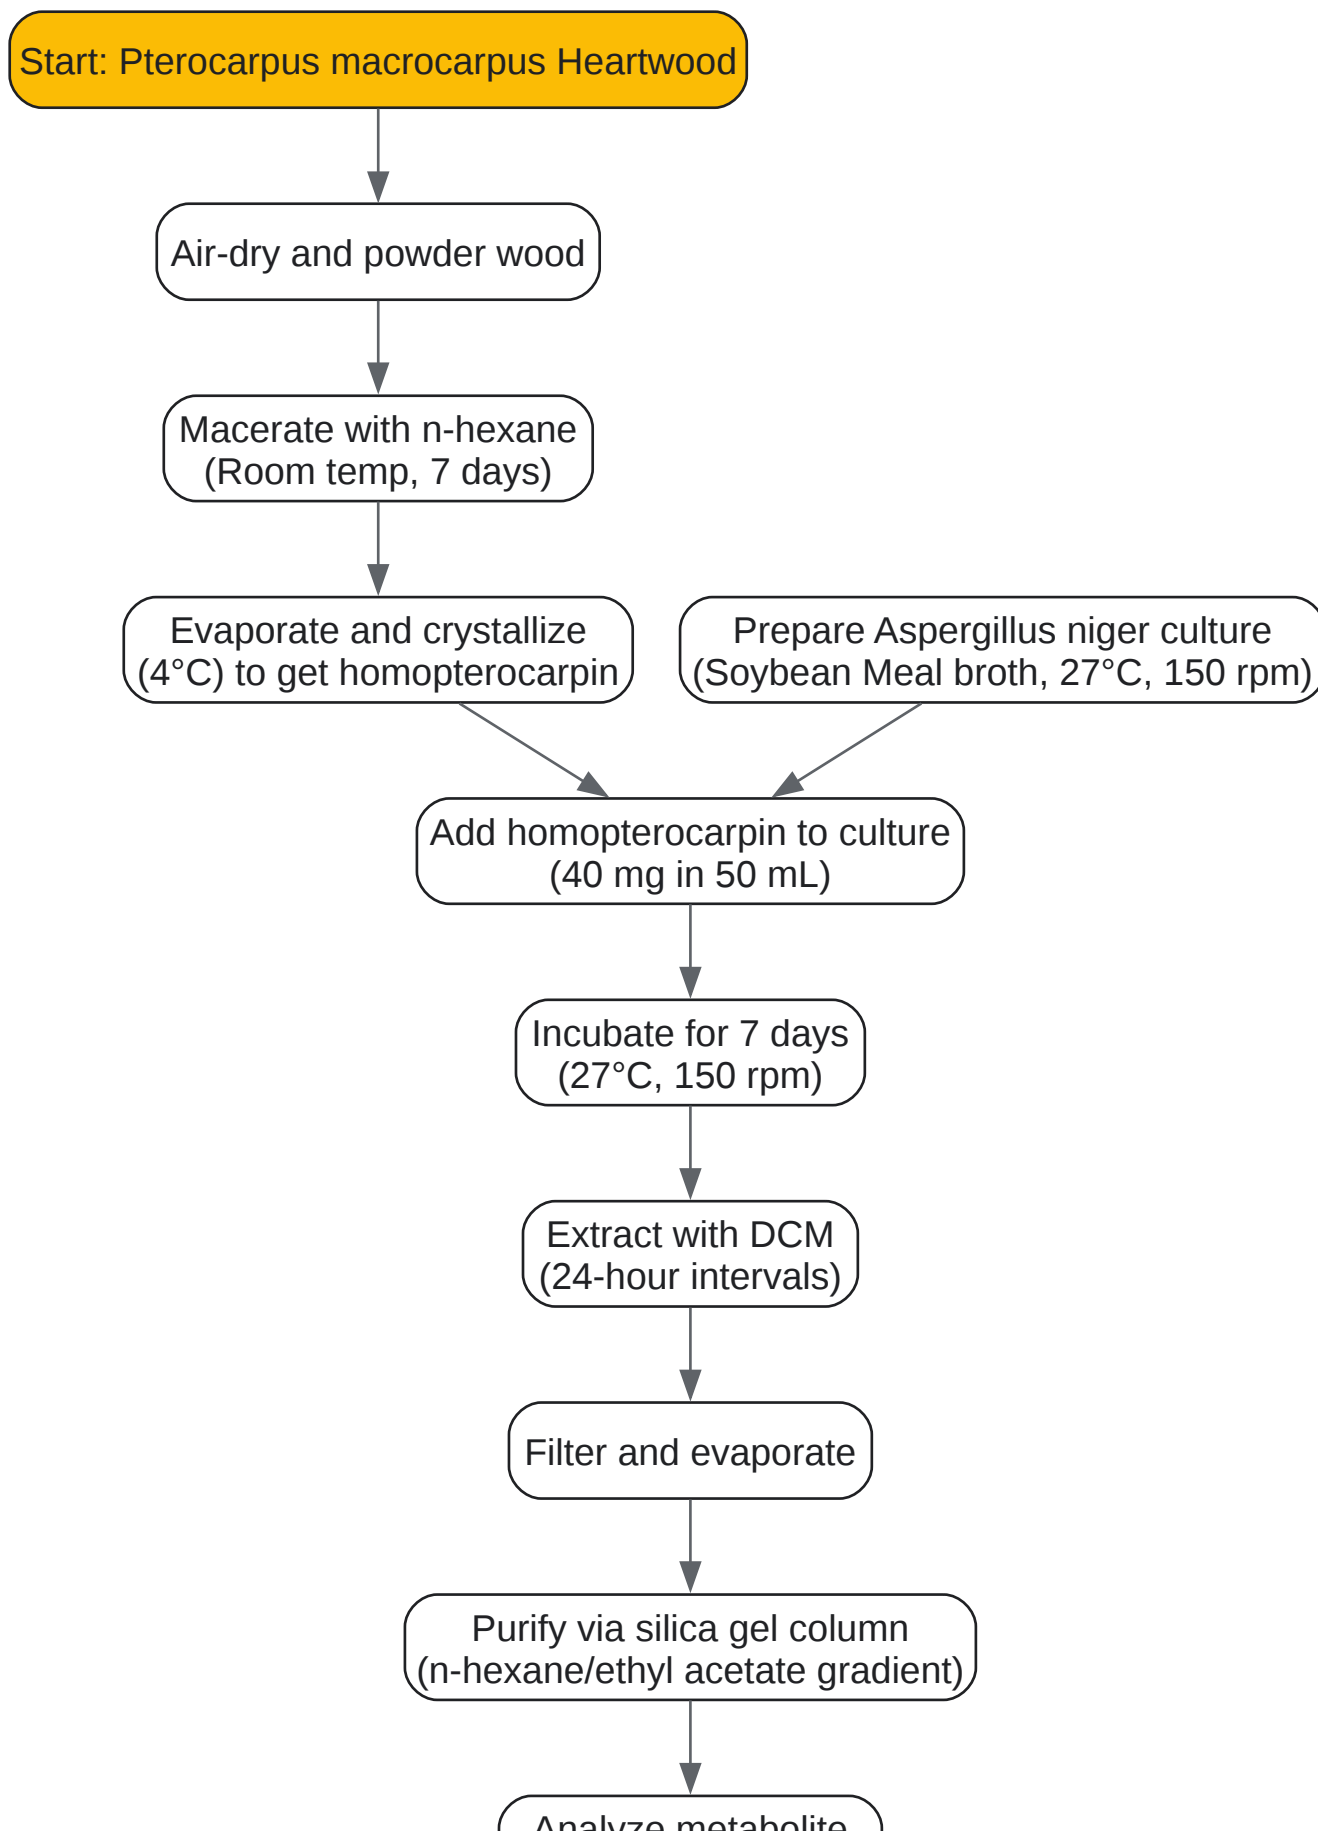 Start: Pterocarpus macrocarpus Heartwood
Air-dry and powder wood
Macerate with n-hexane
(Room temp, 7 days)
Evaporate and crystallize
(4°C) to get homopterocarpin
Prepare Aspergillus niger culture
(Soybean Meal broth, 27°C, 150 rpm)
Add homopterocarpin to culture
(40 mg in 50 mL)
Incubate for 7 days
(27°C, 150 rpm)
Extract with DCM
(24-hour intervals)
Filter and evaporate
Purify via silica gel column
(n-hexane/ethyl acetate gradient)
Analyze metabolite